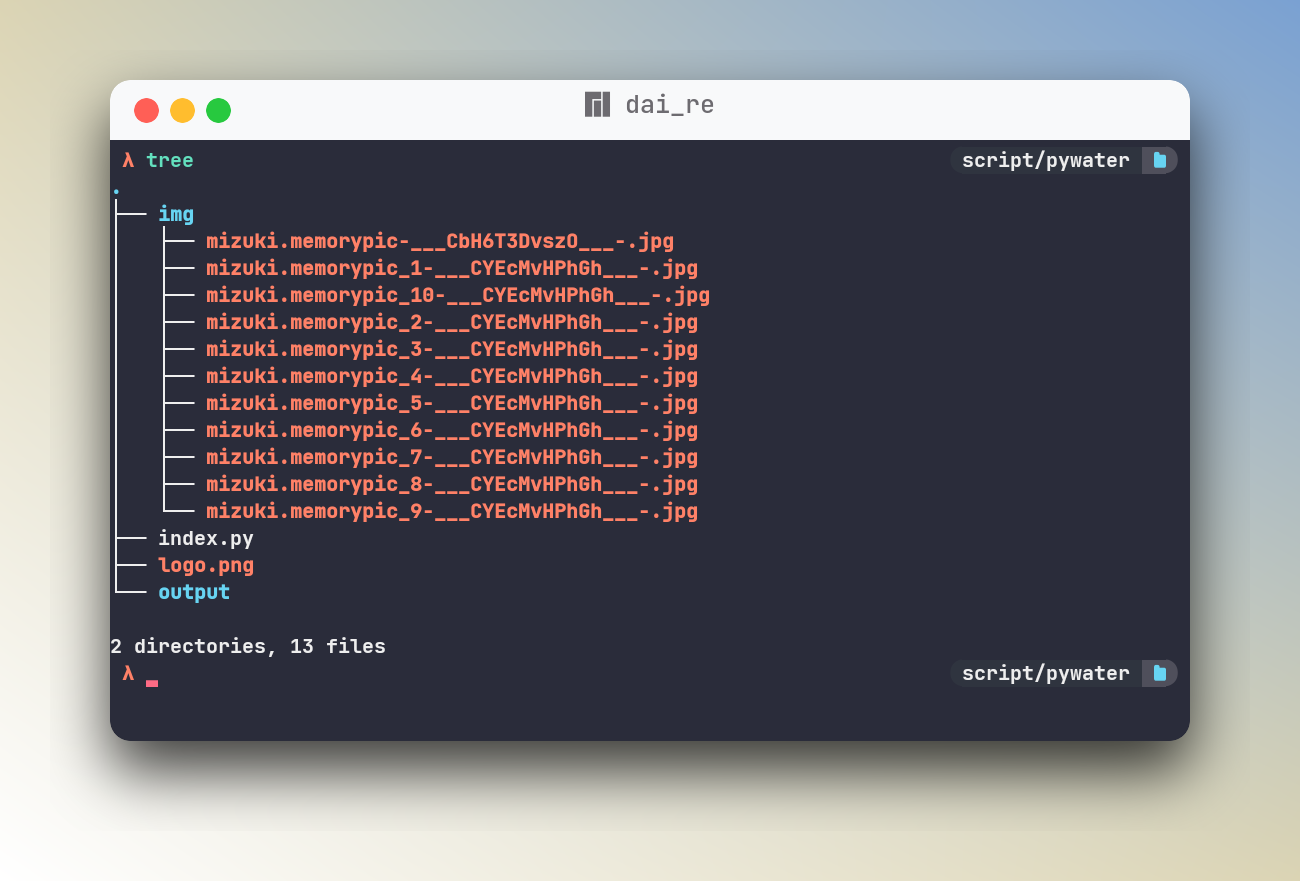 dai_re
λ tree script/pywater
.
├── img
│   ├── mizuki.memorypic-___CbH6T3DvszO___-.jpg
│   ├── mizuki.memorypic_1-___CYEcMvHPhGh___-.jpg
│   ├── mizuki.memorypic_10-___CYEcMvHPhGh___-.jpg
│   ├── mizuki.memorypic_2-___CYEcMvHPhGh___-.jpg
│   ├── mizuki.memorypic_3-___CYEcMvHPhGh___-.jpg
│   ├── mizuki.memorypic_4-___CYEcMvHPhGh___-.jpg
│   ├── mizuki.memorypic_5-___CYEcMvHPhGh___-.jpg
│   ├── mizuki.memorypic_6-___CYEcMvHPhGh___-.jpg
│   ├── mizuki.memorypic_7-___CYEcMvHPhGh___-.jpg
│   ├── mizuki.memorypic_8-___CYEcMvHPhGh___-.jpg
│   └── mizuki.memorypic_9-___CYEcMvHPhGh___-.jpg
├── index.py
├── logo.png
└── output
2 directories, 13 files
λ script/pywater